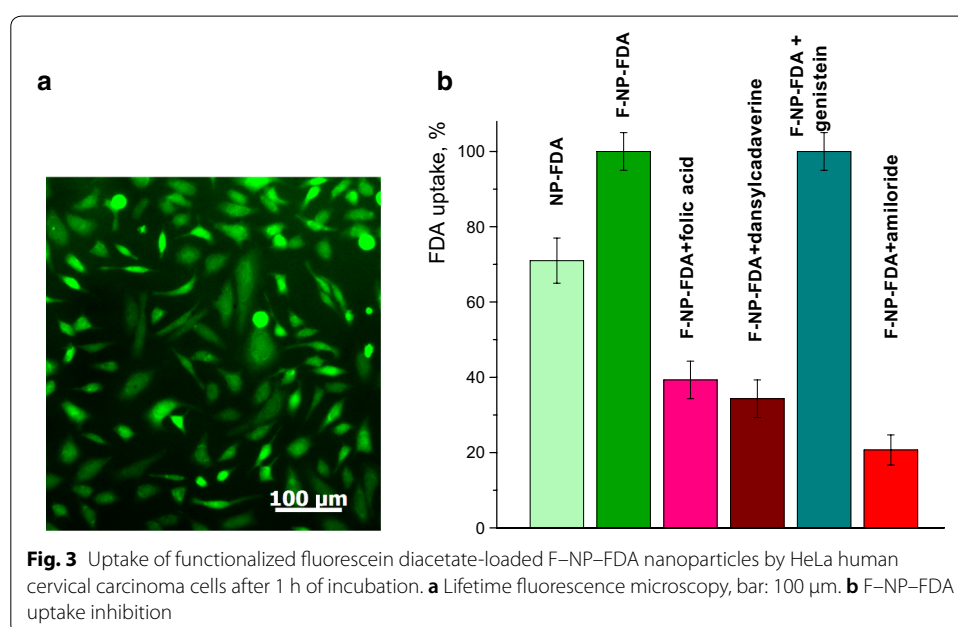 a
100 µm
b
FDA uptake, %
100
80
60
40
20
0
NP-FDA
F-NP-FDA
F-NP-FDA+folic acid
F-NP-FDA+dansylcadaverine
F-NP-FDA +
genistein
F-NP-FDA+amiloride
Fig. 3 Uptake of functionalized fluorescein diacetate-loaded F–NP–FDA nanoparticles by HeLa human
cervical carcinoma cells after 1 h of incubation. a Lifetime fluorescence microscopy, bar: 100 µm. b F–NP–FDA
uptake inhibition